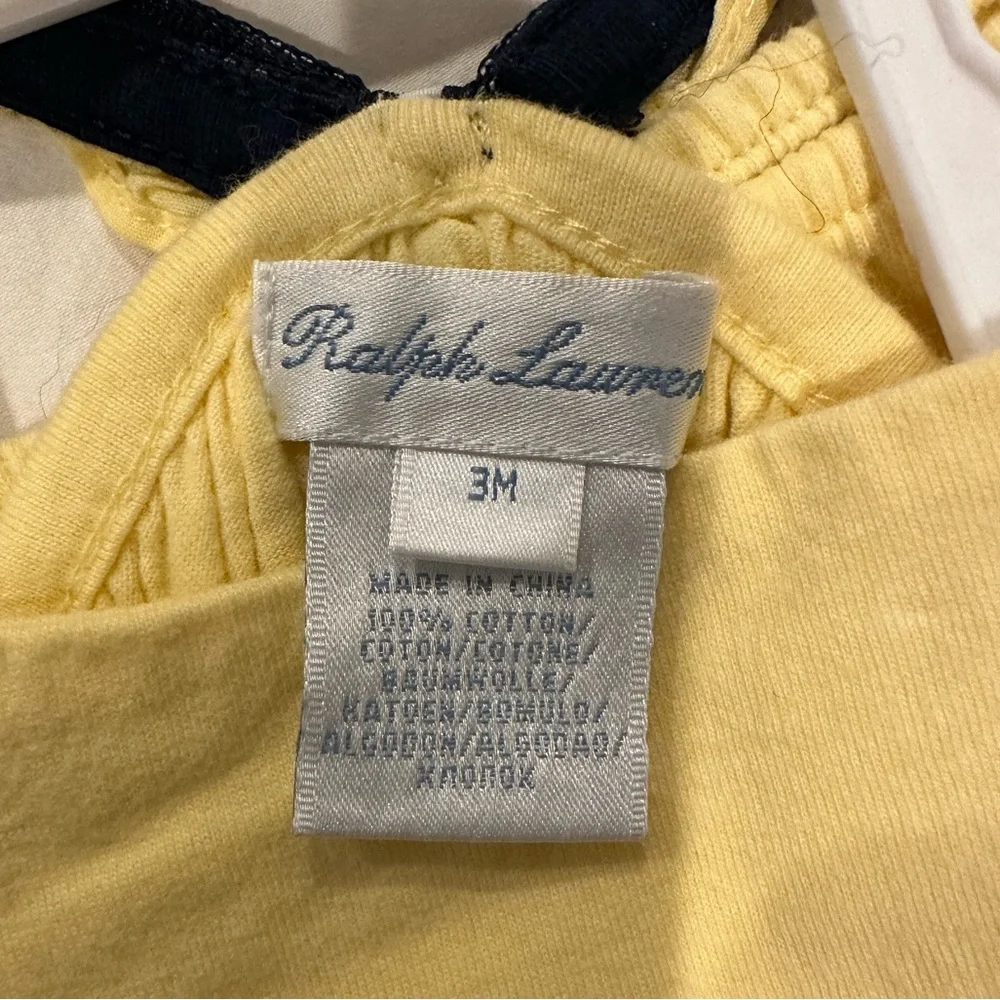 Ralph Lauren
3M
MADE IN CHINA
100% COTTON/
COTON/COTONE/
BAUMWOLLE/
KATOEN/BOMULD/
ALGODON/ALGODAO/
ХЛОПОК